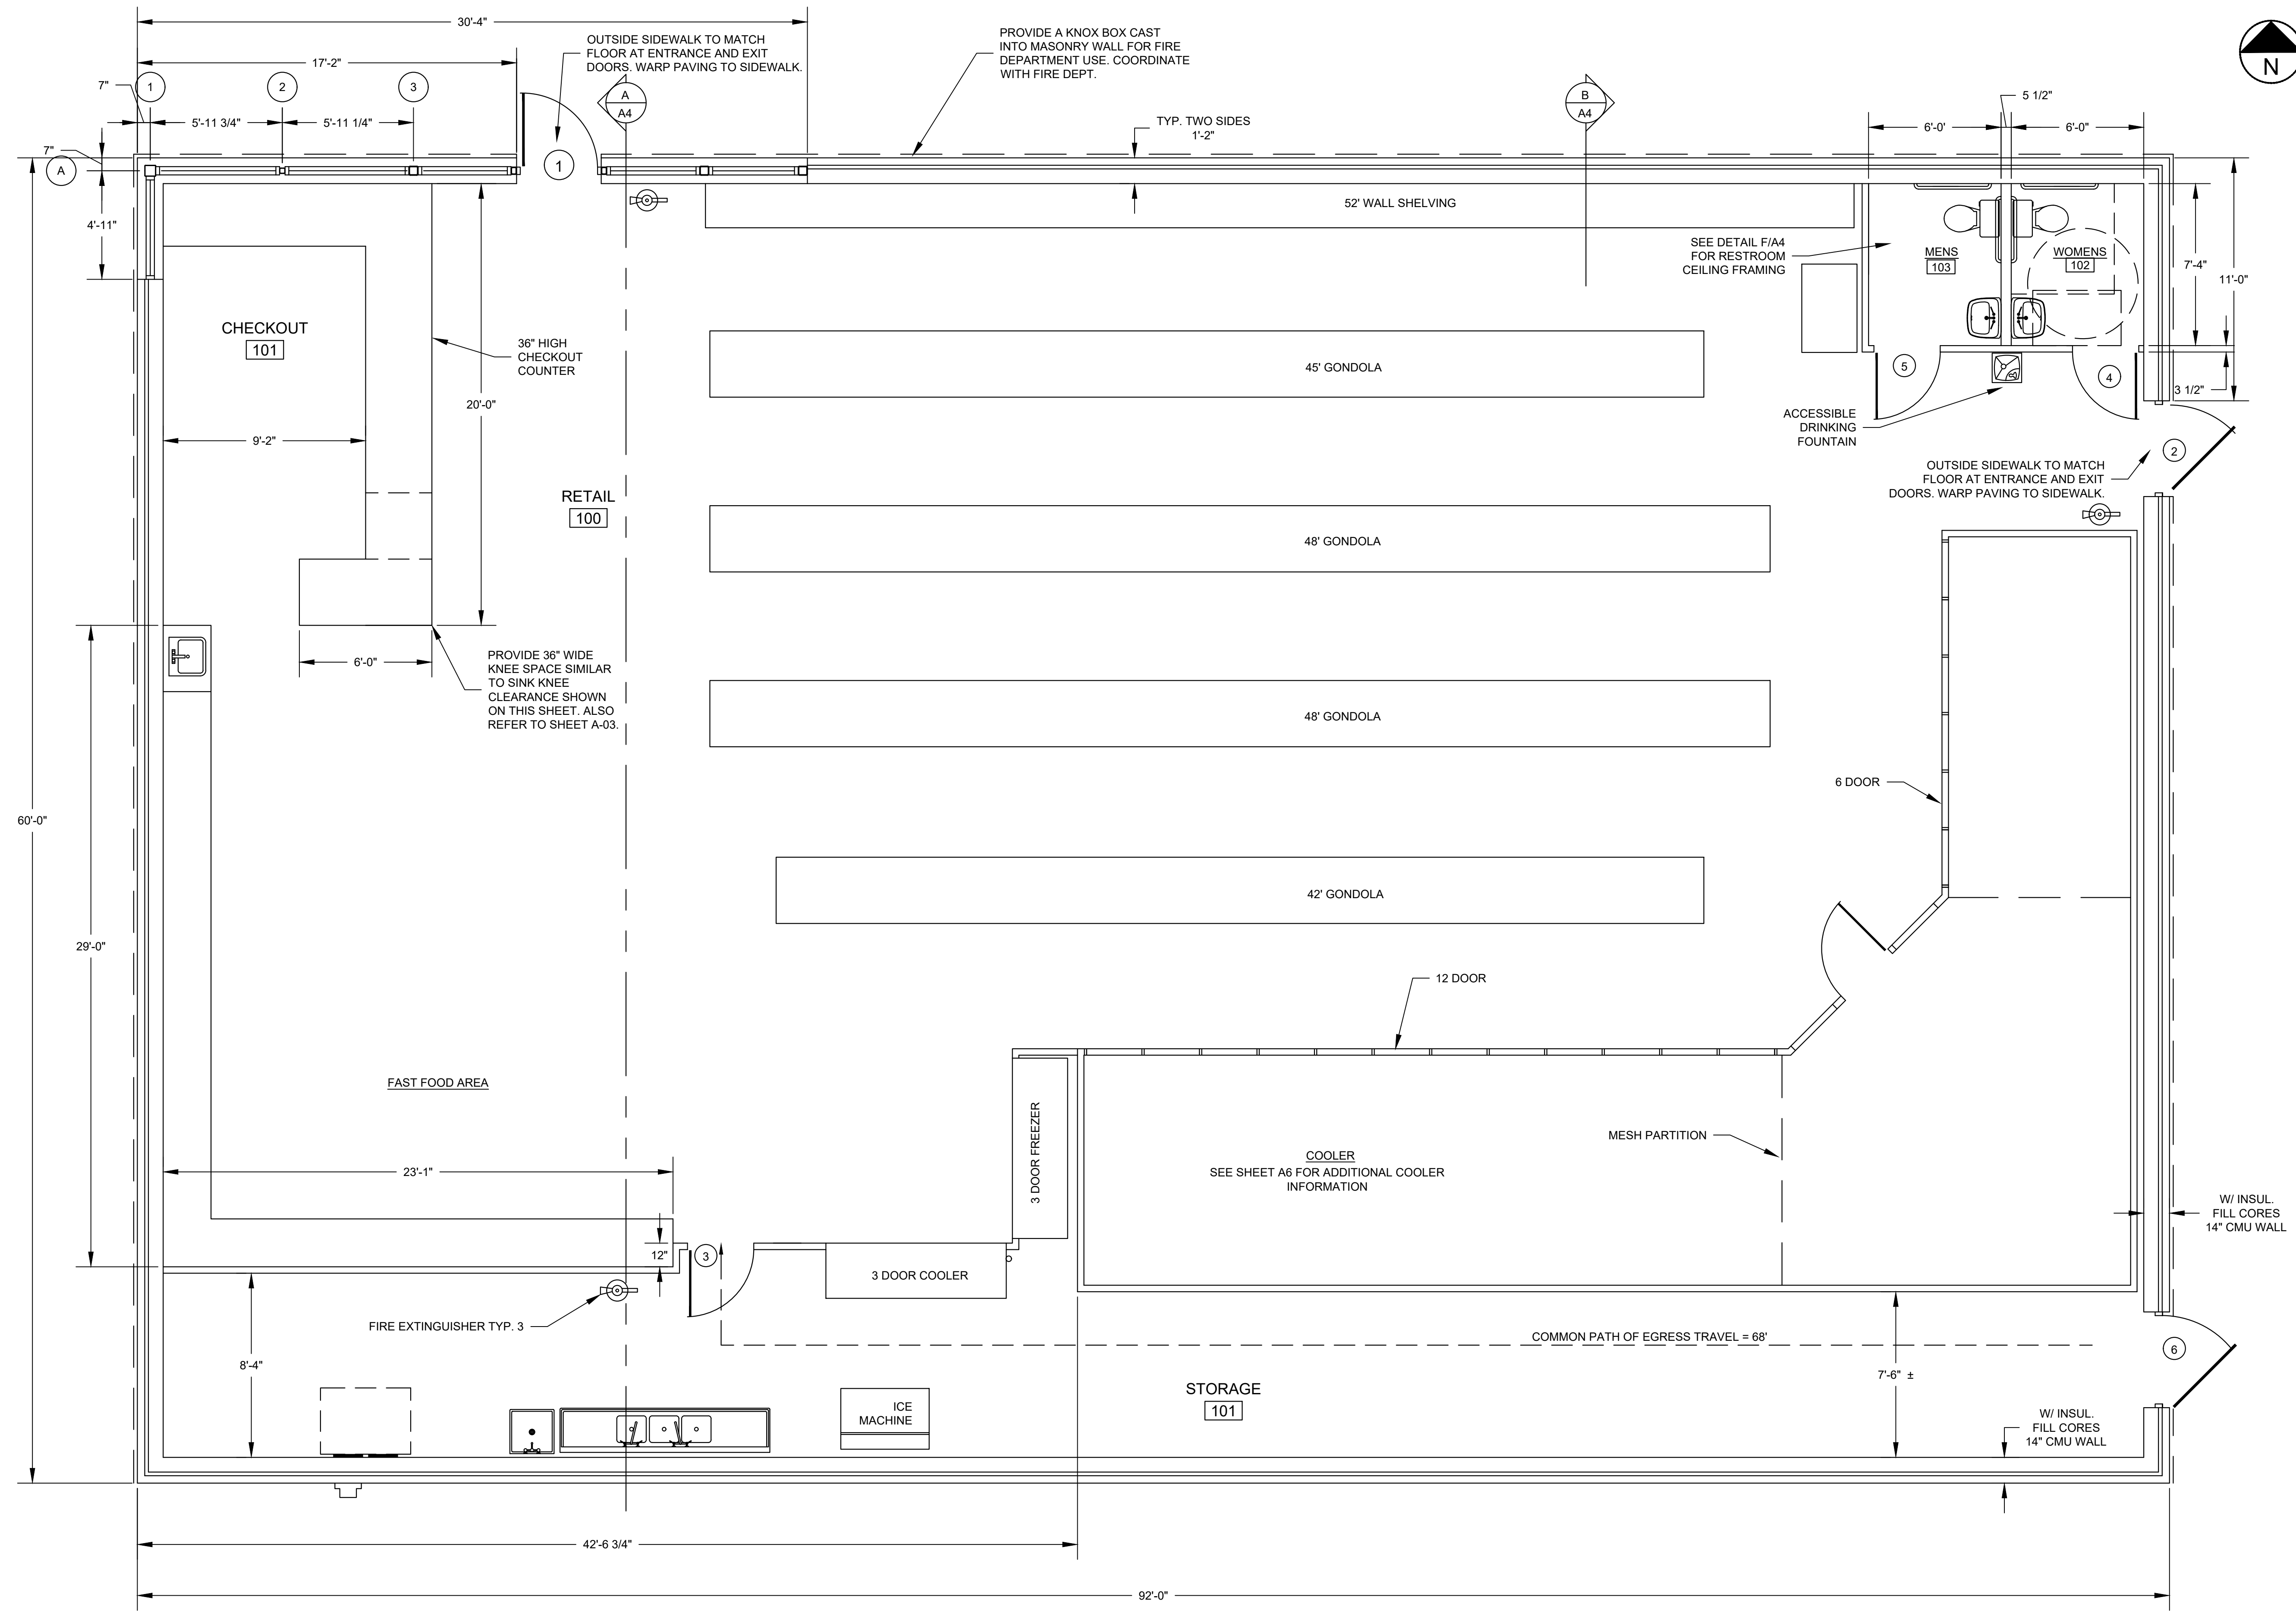 30'-4"
17'-2"
7"
1
2
3
5'-11 3/4"
5'-11 1/4"
7"
A
4'-11"
OUTSIDE SIDEWALK TO MATCH
FLOOR AT ENTRANCE AND EXIT
DOORS. WARP PAVING TO SIDEWALK.
1
A
A4
PROVIDE A KNOX BOX CAST
INTO MASONRY WALL FOR FIRE
DEPARTMENT USE. COORDINATE
WITH FIRE DEPT.
TYP. TWO SIDES
1'-2"
B
A4
5 1/2"
6'-0'
6'-0"
N
52' WALL SHELVING
SEE DETAIL F/A4
FOR RESTROOM
CEILING FRAMING
MENS
103
WOMENS
102
7'-4"
11'-0"
3 1/2"
CHECKOUT
101
36" HIGH
CHECKOUT
COUNTER
20'-0"
9'-2"
45' GONDOLA
5
4
ACCESSIBLE
DRINKING
FOUNTAIN
2
OUTSIDE SIDEWALK TO MATCH
FLOOR AT ENTRANCE AND EXIT
DOORS. WARP PAVING TO SIDEWALK.
RETAIL
100
48' GONDOLA
6'-0"
PROVIDE 36" WIDE
KNEE SPACE SIMILAR
TO SINK KNEE
CLEARANCE SHOWN
ON THIS SHEET. ALSO
REFER TO SHEET A-03.
48' GONDOLA
6 DOOR
60'-0"
42' GONDOLA
29'-0"
12 DOOR
FAST FOOD AREA
3 DOOR FREEZER
MESH PARTITION
COOLER
SEE SHEET A6 FOR ADDITIONAL COOLER
INFORMATION
23'-1"
W/ INSUL.
FILL CORES
14" CMU WALL
12"
3
3 DOOR COOLER
FIRE EXTINGUISHER TYP. 3
COMMON PATH OF EGRESS TRAVEL = 68'
6
8'-4"
7'-6" ±
STORAGE
101
ICE
MACHINE
W/ INSUL.
FILL CORES
14" CMU WALL
42'-6 3/4"
92'-0"